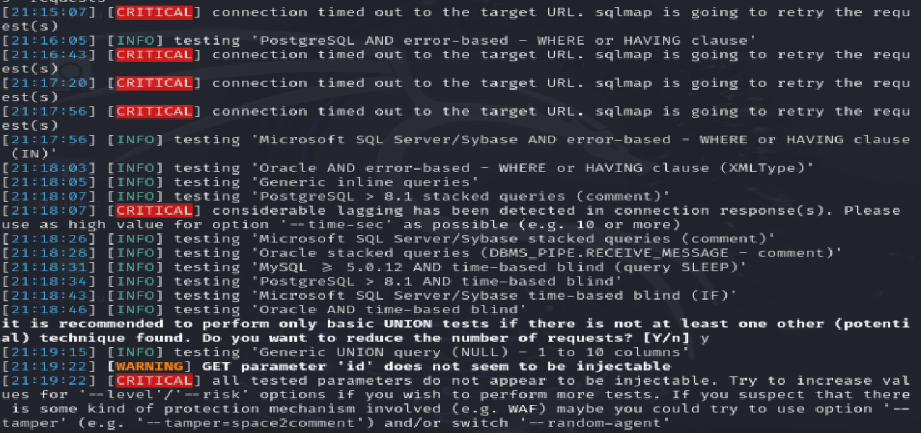 requests
[21:15:07] [CRITICAL] connection timed out to the target URL. sqlmap is going to retry the requ
est(s)
[21:16:05] [INFO] testing 'PostgreSQL AND error-based - WHERE or HAVING clause'
[21:16:43] [CRITICAL] connection timed out to the target URL. sqlmap is going to retry the requ
est(s)
[21:17:20] [CRITICAL] connection timed out to the target URL. sqlmap is going to retry the requ
est(s)
[21:17:56] [CRITICAL] connection timed out to the target URL. sqlmap is going to retry the requ
est(s)
[21:17:56] [INFO] testing 'Microsoft SQL Server/Sybase AND error-based - WHERE or HAVING clause
(IN)'
[21:18:03] [INFO] testing 'Oracle AND error-based - WHERE or HAVING clause (XMLType)'
[21:18:05] [INFO] testing 'Generic inline queries'
[21:18:07] [INFO] testing 'PostgreSQL > 8.1 stacked queries (comment)'
[21:18:07] [CRITICAL] considerable lagging has been detected in connection response(s). Please
use as high value for option '--time-sec' as possible (e.g. 10 or more)
[21:18:26] [INFO] testing 'Microsoft SQL Server/Sybase stacked queries (comment)'
[21:18:28] [INFO] testing 'Oracle stacked queries (DBMS_PIPE.RECEIVE_MESSAGE - comment)'
[21:18:31] [INFO] testing 'MySQL ≥ 5.0.12 AND time-based blind (query SLEEP)'
[21:18:34] [INFO] testing 'PostgreSQL > 8.1 AND time-based blind'
[21:18:43] [INFO] testing 'Microsoft SQL Server/Sybase time-based blind (IF)'
[21:18:46] [INFO] testing 'Oracle AND time-based blind'
it is recommended to perform only basic UNION tests if there is not at least one other (potenti
al) technique found. Do you want to reduce the number of requests? [Y/n] y
[21:19:15] [INFO] testing 'Generic UNION query (NULL) - 1 to 10 columns'
[21:19:22] [WARNING] GET parameter 'id' does not seem to be injectable
[21:19:22] [CRITICAL] all tested parameters do not appear to be injectable. Try to increase val
ues for '--level'/'--risk' options if you wish to perform more tests. If you suspect that there
is some kind of protection mechanism involved (e.g. WAF) maybe you could try to use option '--
tamper' (e.g. '--tamper=space2comment') and/or switch '--random-agent'